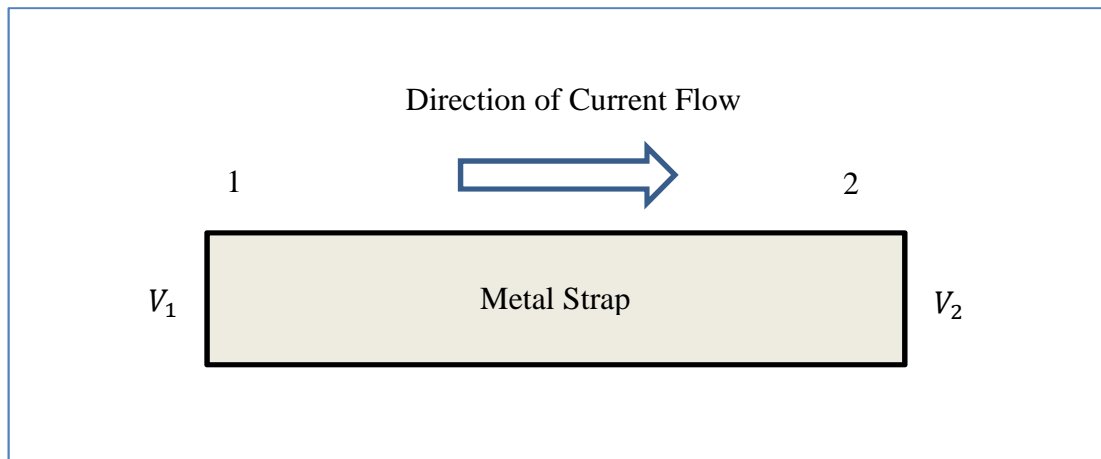 Direction of Current Flow
1 2
V₁ Metal Strap V₂